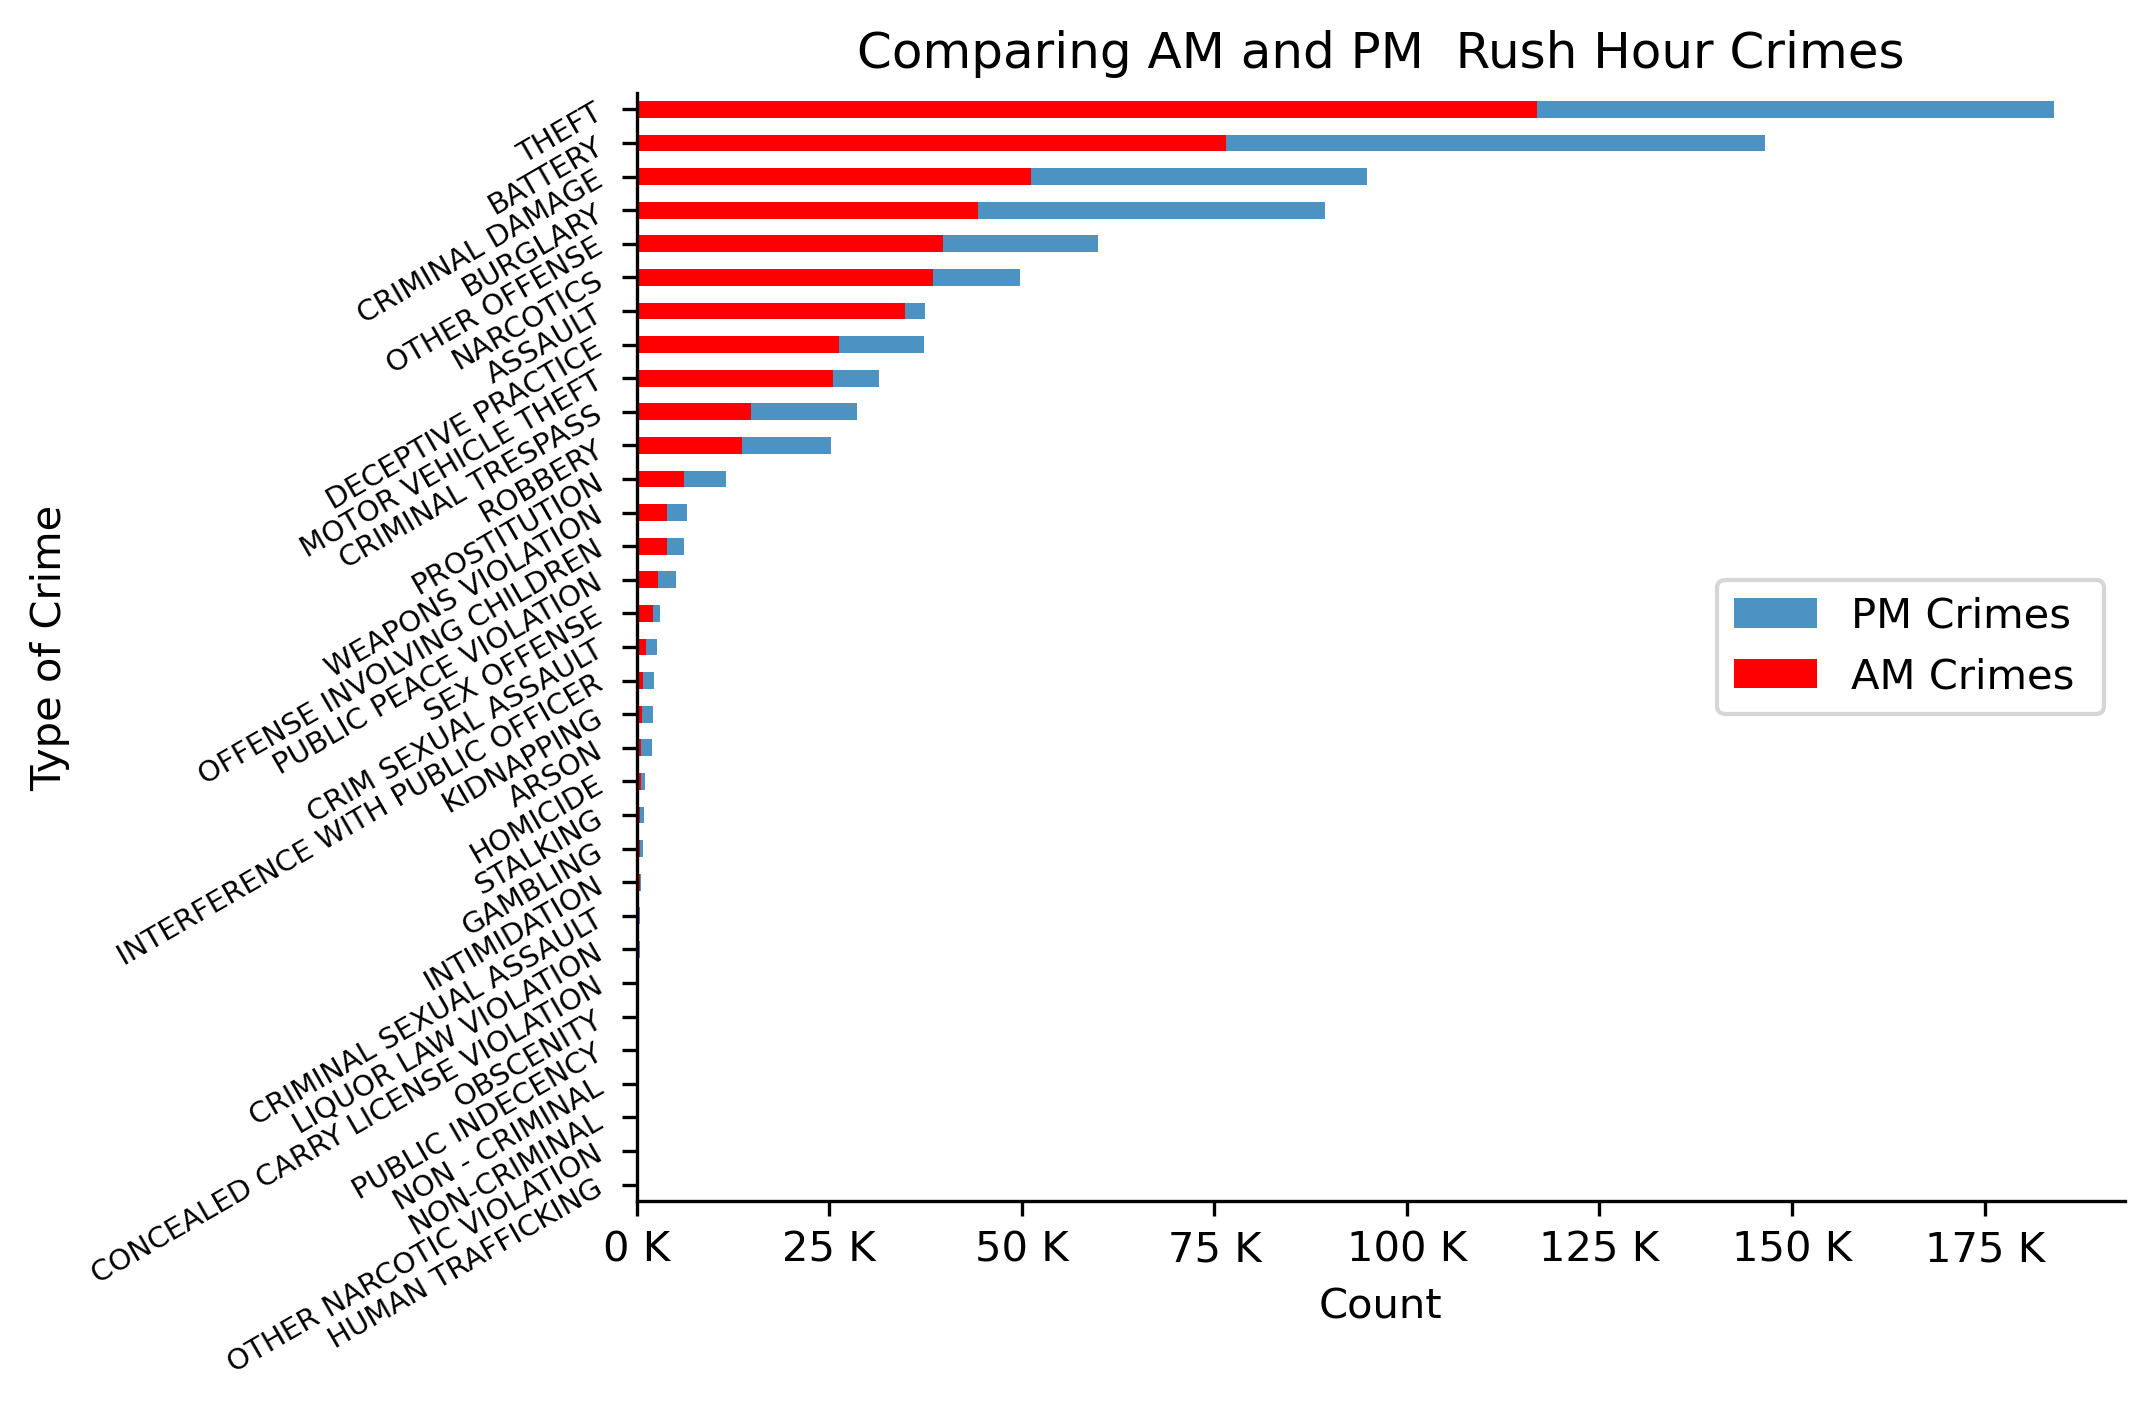 Comparing AM and PM  Rush Hour Crimes
Type of Crime
THEFT
BATTERY
CRIMINAL DAMAGE
BURGLARY
OTHER OFFENSE
NARCOTICS
ASSAULT
DECEPTIVE PRACTICE
MOTOR VEHICLE THEFT
CRIMINAL TRESPASS
ROBBERY
PROSTITUTION
WEAPONS VIOLATION
OFFENSE INVOLVING CHILDREN
PUBLIC PEACE VIOLATION
SEX OFFENSE
CRIM SEXUAL ASSAULT
INTERFERENCE WITH PUBLIC OFFICER
KIDNAPPING
ARSON
HOMICIDE
STALKING
GAMBLING
INTIMIDATION
CRIMINAL SEXUAL ASSAULT
LIQUOR LAW VIOLATION
CONCEALED CARRY LICENSE VIOLATION
OBSCENITY
PUBLIC INDECENCY
NON - CRIMINAL
NON-CRIMINAL
OTHER NARCOTIC VIOLATION
HUMAN TRAFFICKING
PM Crimes
AM Crimes
0 K 25 K 50 K 75 K 100 K 125 K 150 K 175 K
Count